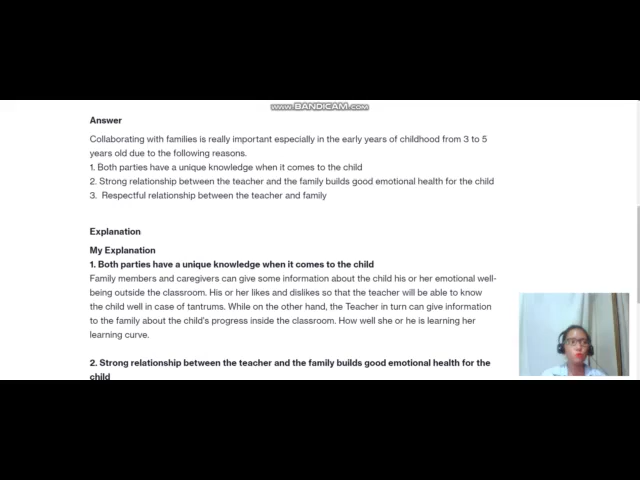 WWW.BANDICAM.COM
Answer
Collaborating with families is really important especially in the early years of childhood from 3 to 5
years old due to the following reasons.
1. Both parties have a unique knowledge when it comes to the child
2. Strong relationship between the teacher and the family builds good emotional health for the child
3. Respectful relationship between the teacher and family
Explanation
My Explanation
1. Both parties have a unique knowledge when it comes to the child
Family members and caregivers can give some information about the child his or her emotional well-
being outside the classroom. His or her likes and dislikes so that the teacher will be able to know
the child well in case of tantrums. While on the other hand, the Teacher in turn can give information
to the family about the child's progress inside the classroom. How well she or he is learning her
learning curve.
2. Strong relationship between the teacher and the family builds good emotional health for the
child